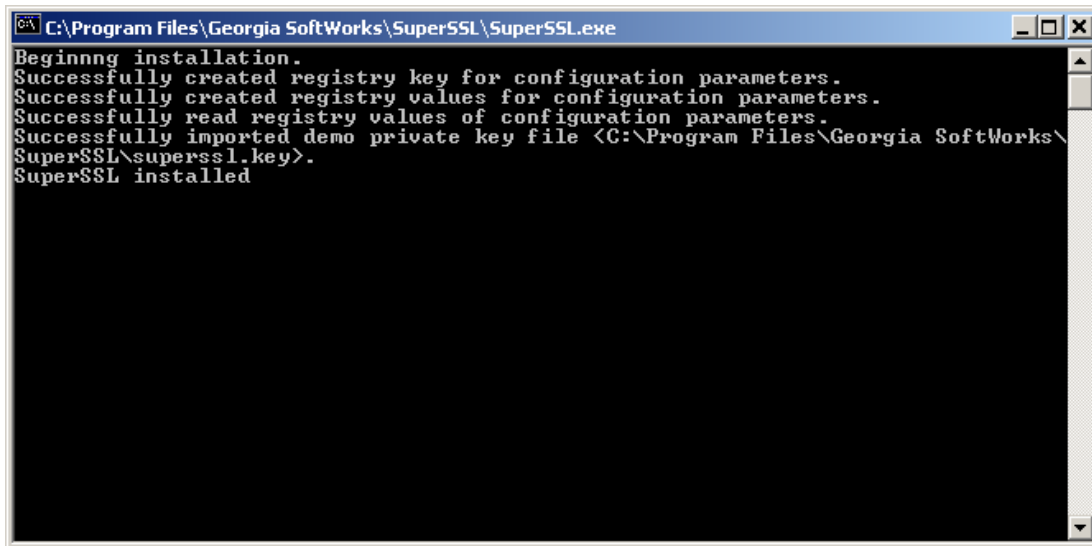 C:\Program Files\Georgia SoftWorks\SuperSSL\SuperSSL.exe
Beginnng installation.
Successfully created registry key for configuration parameters.
Successfully created registry values for configuration parameters.
Successfully read registry values of configuration parameters.
Successfully imported demo private key file <C:\Program Files\Georgia SoftWorks\
SuperSSL\superssl.key>.
SuperSSL installed